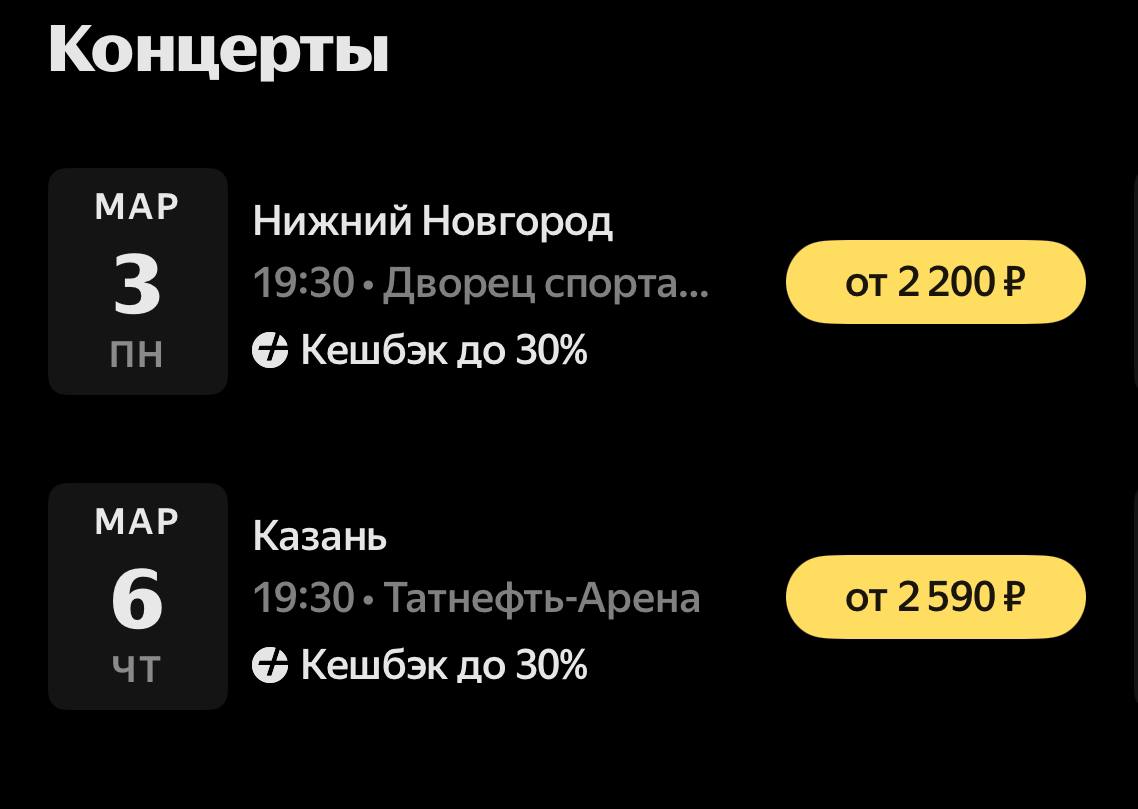 Концерты
МАР
3
ПН
Нижний Новгород
19:30 • Дворец спорта...
Кешбэк до 30%
от 2 200 ₽
МАР
6
ЧТ
Казань
19:30 • Татнефть-Арена
Кешбэк до 30%
от 2 590 ₽